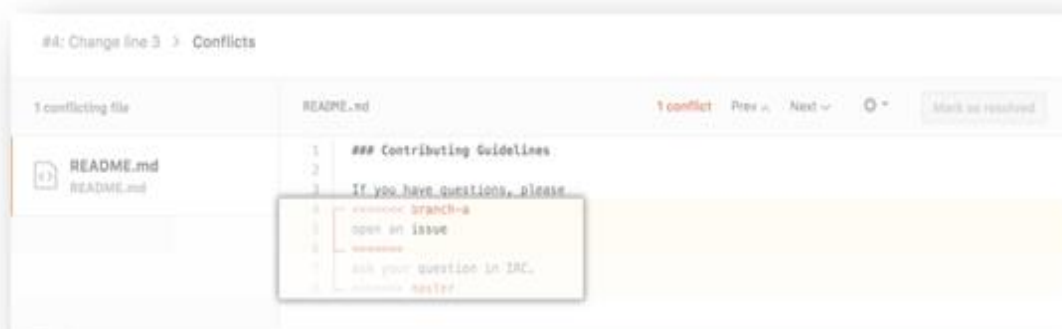 #4: Change line 3 > Conflicts
1 conflicting file
README.md
1 conflict Prev Next Mark as resolved
README.md
README.md
1 ### Contributing Guidelines
2
3 If you have questions, please
4 <<<<<<< branch-a
5 open an issue
6 =======
7 ask your question in IRC.
8 >>>>>>> master